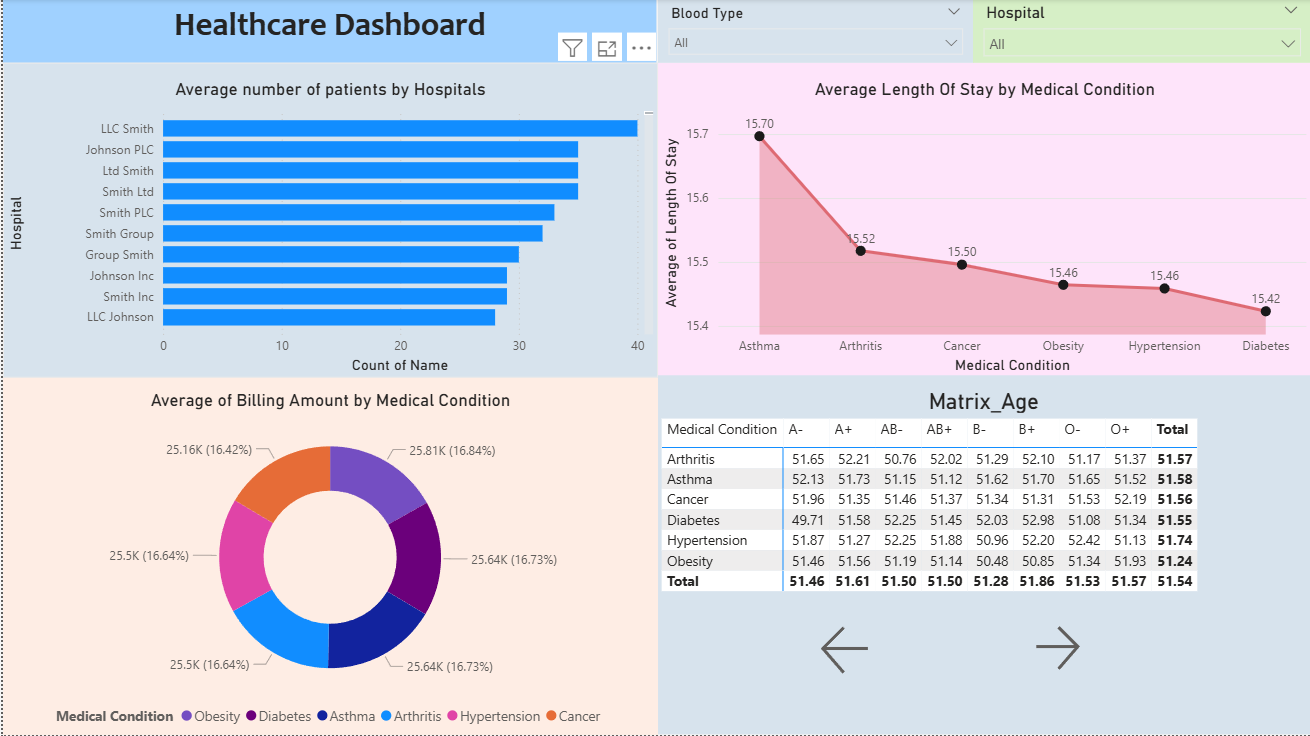 Healthcare Dashboard
Blood Type
All
Hospital
All
Average number of patients by Hospitals
Hospital
LLC Smith
Johnson PLC
Ltd Smith
Smith Ltd
Smith PLC
Smith Group
Group Smith
Johnson Inc
Smith Inc
LLC Johnson
0 10 20 30 40
Count of Name
Average Length Of Stay by Medical Condition
Average of Length Of Stay
15.7
15.6
15.5
15.4
15.70
15.52
15.50
15.46
15.46
15.42
Asthma Arthritis Cancer Obesity Hypertension Diabetes
Medical Condition
Average of Billing Amount by Medical Condition
25.16K (16.42%)
25.81K (16.84%)
25.5K (16.64%)
25.64K (16.73%)
25.5K (16.64%)
25.64K (16.73%)
Medical Condition Obesity Diabetes Asthma Arthritis Hypertension Cancer
Matrix_Age
Medical Condition A- A+ AB- AB+ B- B+ O- O+ Total
Arthritis 51.65 52.21 50.76 52.02 51.29 52.10 51.17 51.37 51.57
Asthma 52.13 51.73 51.15 51.12 51.62 51.70 51.65 51.52 51.58
Cancer 51.96 51.35 51.46 51.37 51.34 51.31 51.53 52.19 51.56
Diabetes 49.71 51.58 52.25 51.45 52.03 52.98 51.08 51.34 51.55
Hypertension 51.87 51.27 52.25 51.88 50.96 52.20 52.42 51.13 51.74
Obesity 51.46 51.56 51.19 51.14 50.48 50.85 51.34 51.93 51.24
Total 51.46 51.61 51.50 51.50 51.28 51.86 51.53 51.57 51.54